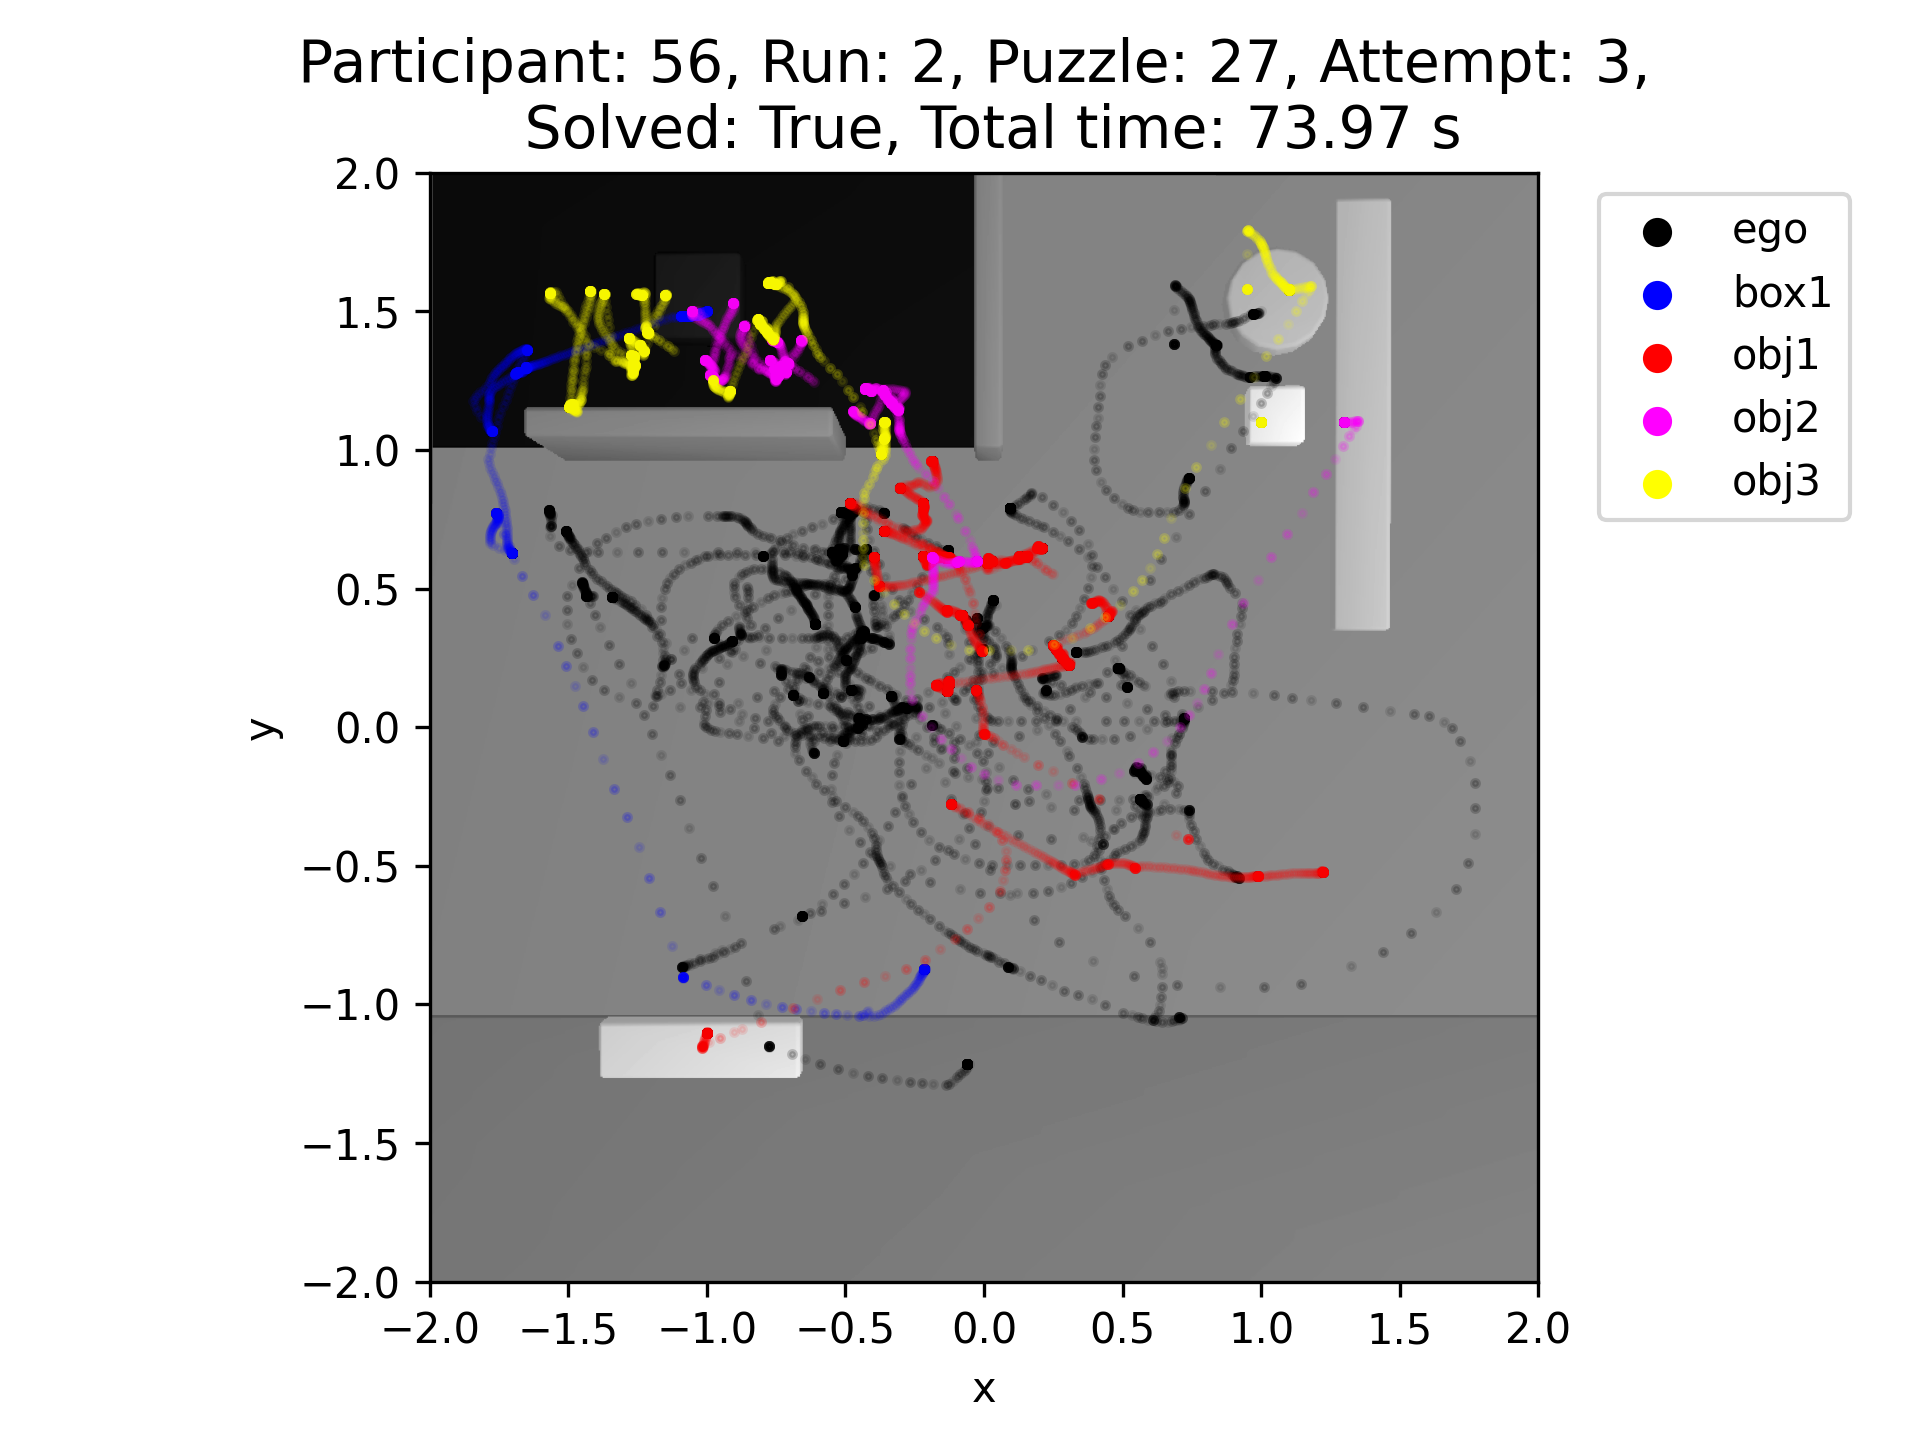 Participant: 56, Run: 2, Puzzle: 27, Attempt: 3,
Solved: True, Total time: 73.97 s
2.0
1.5
1.0
0.5
0.0
−0.5
−1.0
−1.5
−2.0
y
−2.0 −1.5 −1.0 −0.5 0.0 0.5 1.0 1.5 2.0
x
ego
box1
obj1
obj2
obj3